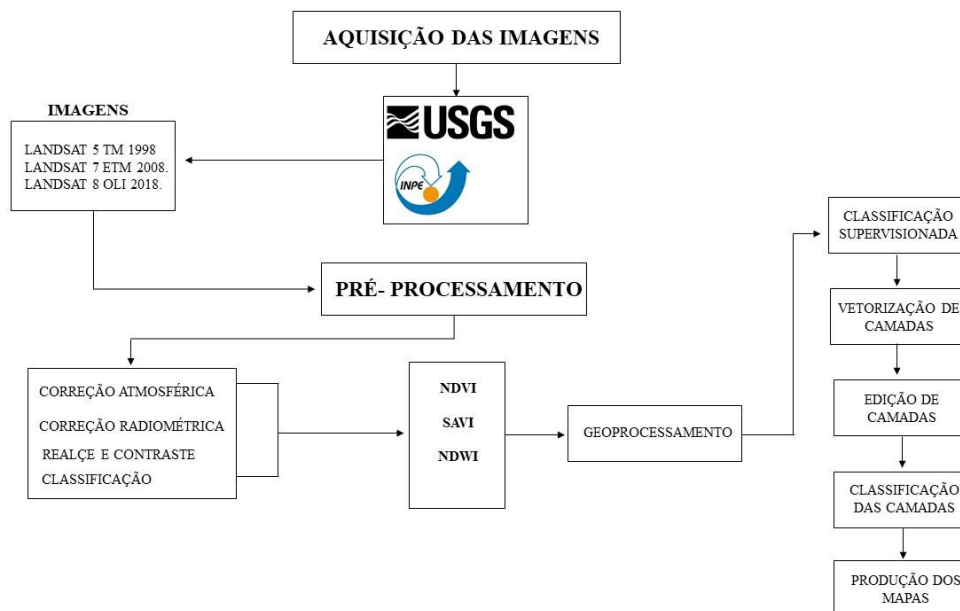 AQUISIÇÃO DAS IMAGENS
USGS
INPE
IMAGENS
LANDSAT 5 TM 1998
LANDSAT 7 ETM 2008.
LANDSAT 8 OLI 2018.
PRÉ- PROCESSAMENTO
CORREÇÃO ATMOSFÉRICA
CORREÇÃO RADIOMÉTRICA
REALÇE E CONTRASTE
CLASSIFICAÇÃO
NDVI
SAVI
NDWI
GEOPROCESSAMENTO
CLASSIFICAÇÃO
SUPERVISIONADA
VETORIZAÇÃO DE
CAMADAS
EDIÇÃO DE
CAMADAS
CLASSIFICAÇÃO
DAS CAMADAS
PRODUÇÃO DOS
MAPAS